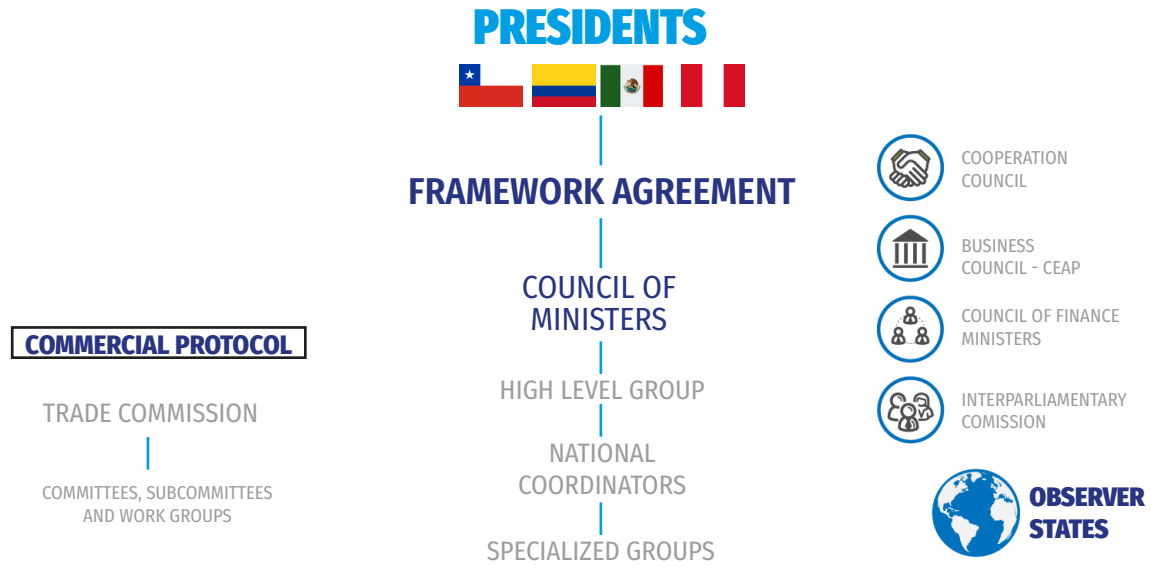 PRESIDENTS
FRAMEWORK AGREEMENT
COUNCIL OF
MINISTERS
HIGH LEVEL GROUP
NATIONAL
COORDINATORS
SPECIALIZED GROUPS
COMMERCIAL PROTOCOL
TRADE COMMISSION
COMMITTEES, SUBCOMMITTEES
AND WORK GROUPS
COOPERATION
COUNCIL
BUSINESS
COUNCIL - CEAP
COUNCIL OF FINANCE
MINISTERS
INTERPARLIAMENTARY
COMISSION
OBSERVER
STATES